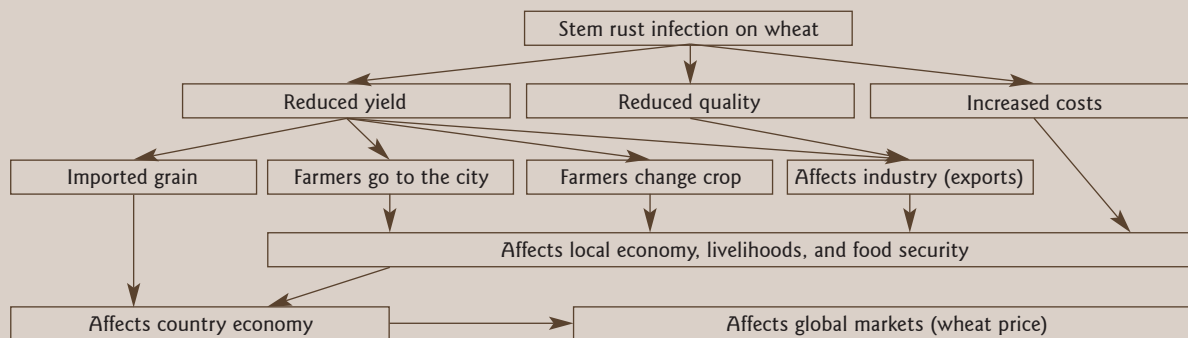 Stem rust infection on wheat
Reduced yield
Reduced quality
Increased costs
Imported grain
Farmers go to the city
Farmers change crop
Affects industry (exports)
Affects local economy, livelihoods, and food security
Affects country economy
Affects global markets (wheat price)